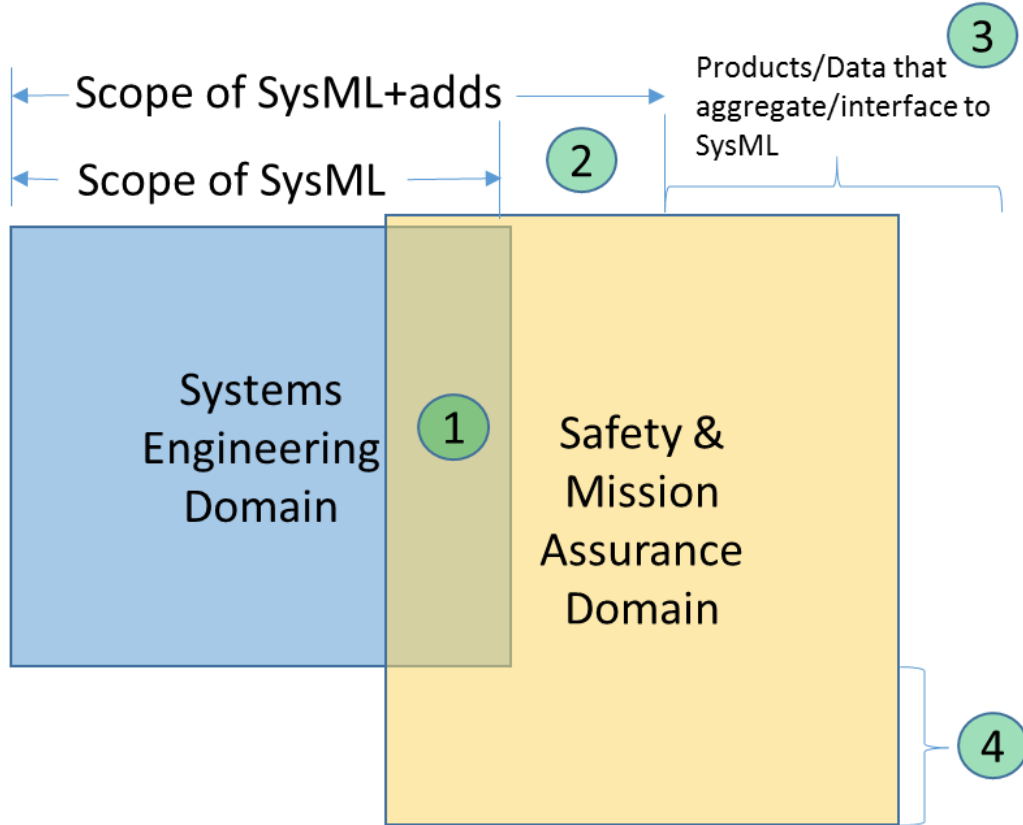 3
Scope of SysML+adds
Products/Data that
aggregate/interface to
SysML
Scope of SysML
2
Systems
Engineering
Domain
1
Safety &
Mission
Assurance
Domain
4